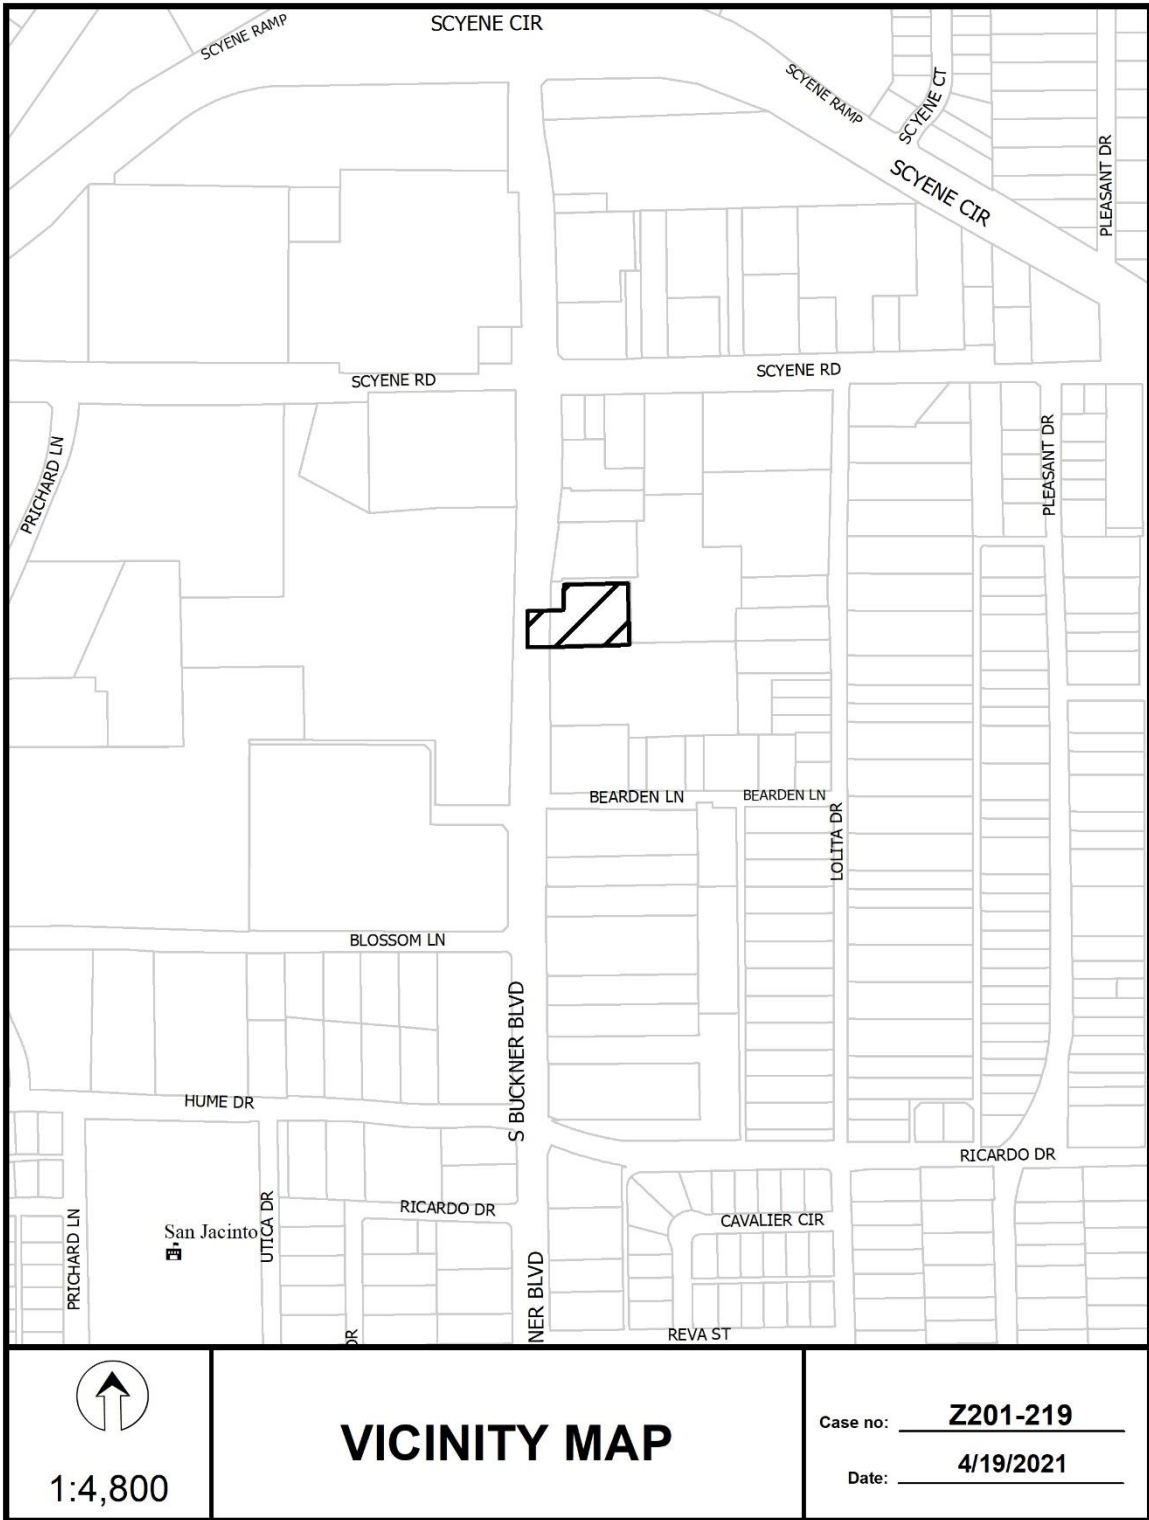 SCYENE RAMP
SCYENE CIR
SCYENE RAMP
SCYENE CT
PLEASANT DR
SCYENE CIR
SCYENE RD
SCYENE RD
PRICHARD LN
PLEASANT DR
BEARDEN LN
BEARDEN LN
LOLITA DR
BLOSSOM LN
S BUCKNER BLVD
HUME DR
RICARDO DR
RICARDO DR
San Jacinto
UTICA DR
PRICHARD LN
CAVALIER CIR
NER BLVD
DR
REVA ST
1:4,800
VICINITY MAP
Case no: Z201-219
Date: 4/19/2021